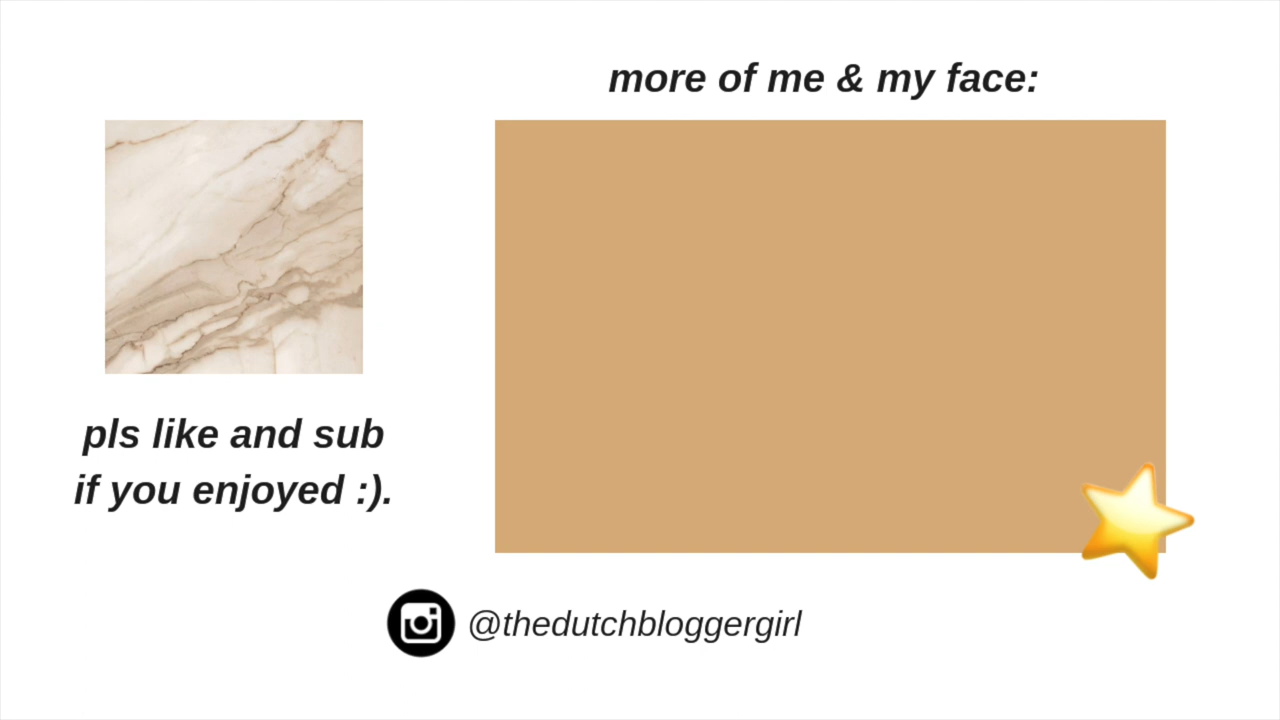 more of me & my face:
pls like and sub
if you enjoyed :).
@thedutchbloggergirl